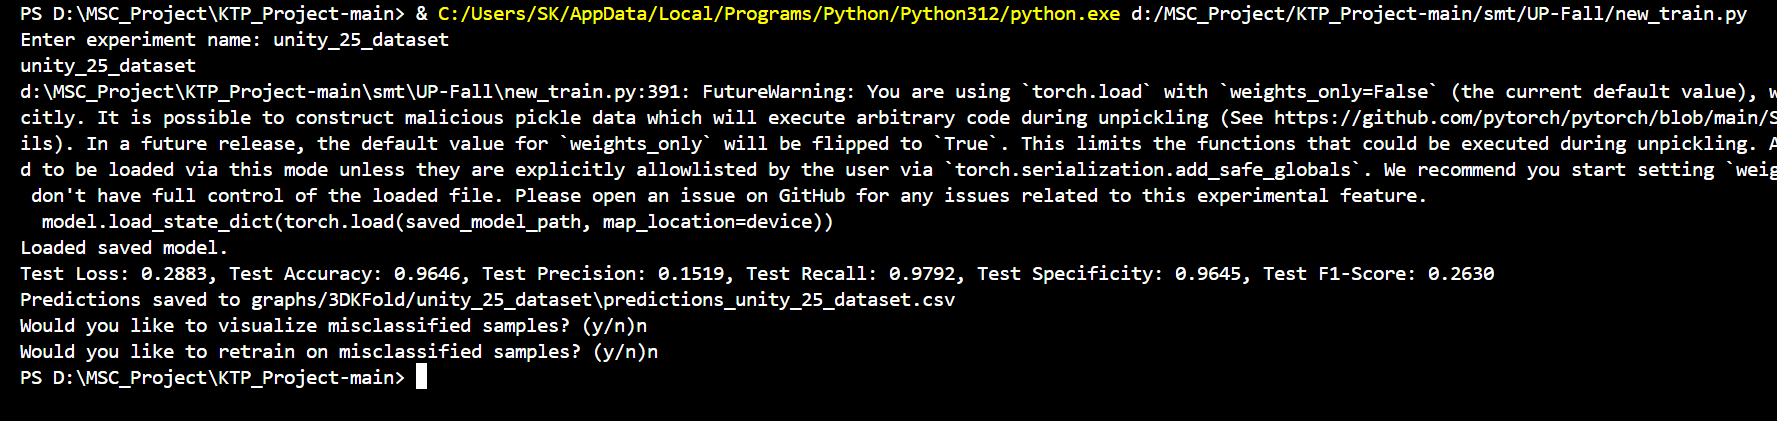 PS D:\MSC_Project\KTP_Project-main> & C:/Users/SK/AppData/Local/Programs/Python/Python312/python.exe d:/MSC_Project/KTP_Project-main/smt/UP-Fall/new_train.py
Enter experiment name: unity_25_dataset
unity_25_dataset
d:\MSC_Project\KTP_Project-main\smt\UP-Fall\new_train.py:391: FutureWarning: You are using `torch.load` with `weights_only=False` (the current default value), w
citly. It is possible to construct malicious pickle data which will execute arbitrary code during unpickling (See https://github.com/pytorch/pytorch/blob/main/S
ils). In a future release, the default value for `weights_only` will be flipped to `True`. This limits the functions that could be executed during unpickling. A
d to be loaded via this mode unless they are explicitly allowlisted by the user via `torch.serialization.add_safe_globals`. We recommend you start setting `weig
don't have full control of the loaded file. Please open an issue on GitHub for any issues related to this experimental feature.
model.load_state_dict(torch.load(saved_model_path, map_location=device))
Loaded saved model.
Test Loss: 0.2883, Test Accuracy: 0.9646, Test Precision: 0.1519, Test Recall: 0.9792, Test Specificity: 0.9645, Test F1-Score: 0.2630
Predictions saved to graphs/3DKFold/unity_25_dataset\predictions_unity_25_dataset.csv
Would you like to visualize misclassified samples? (y/n)n
Would you like to retrain on misclassified samples? (y/n)n
PS D:\MSC_Project\KTP_Project-main>